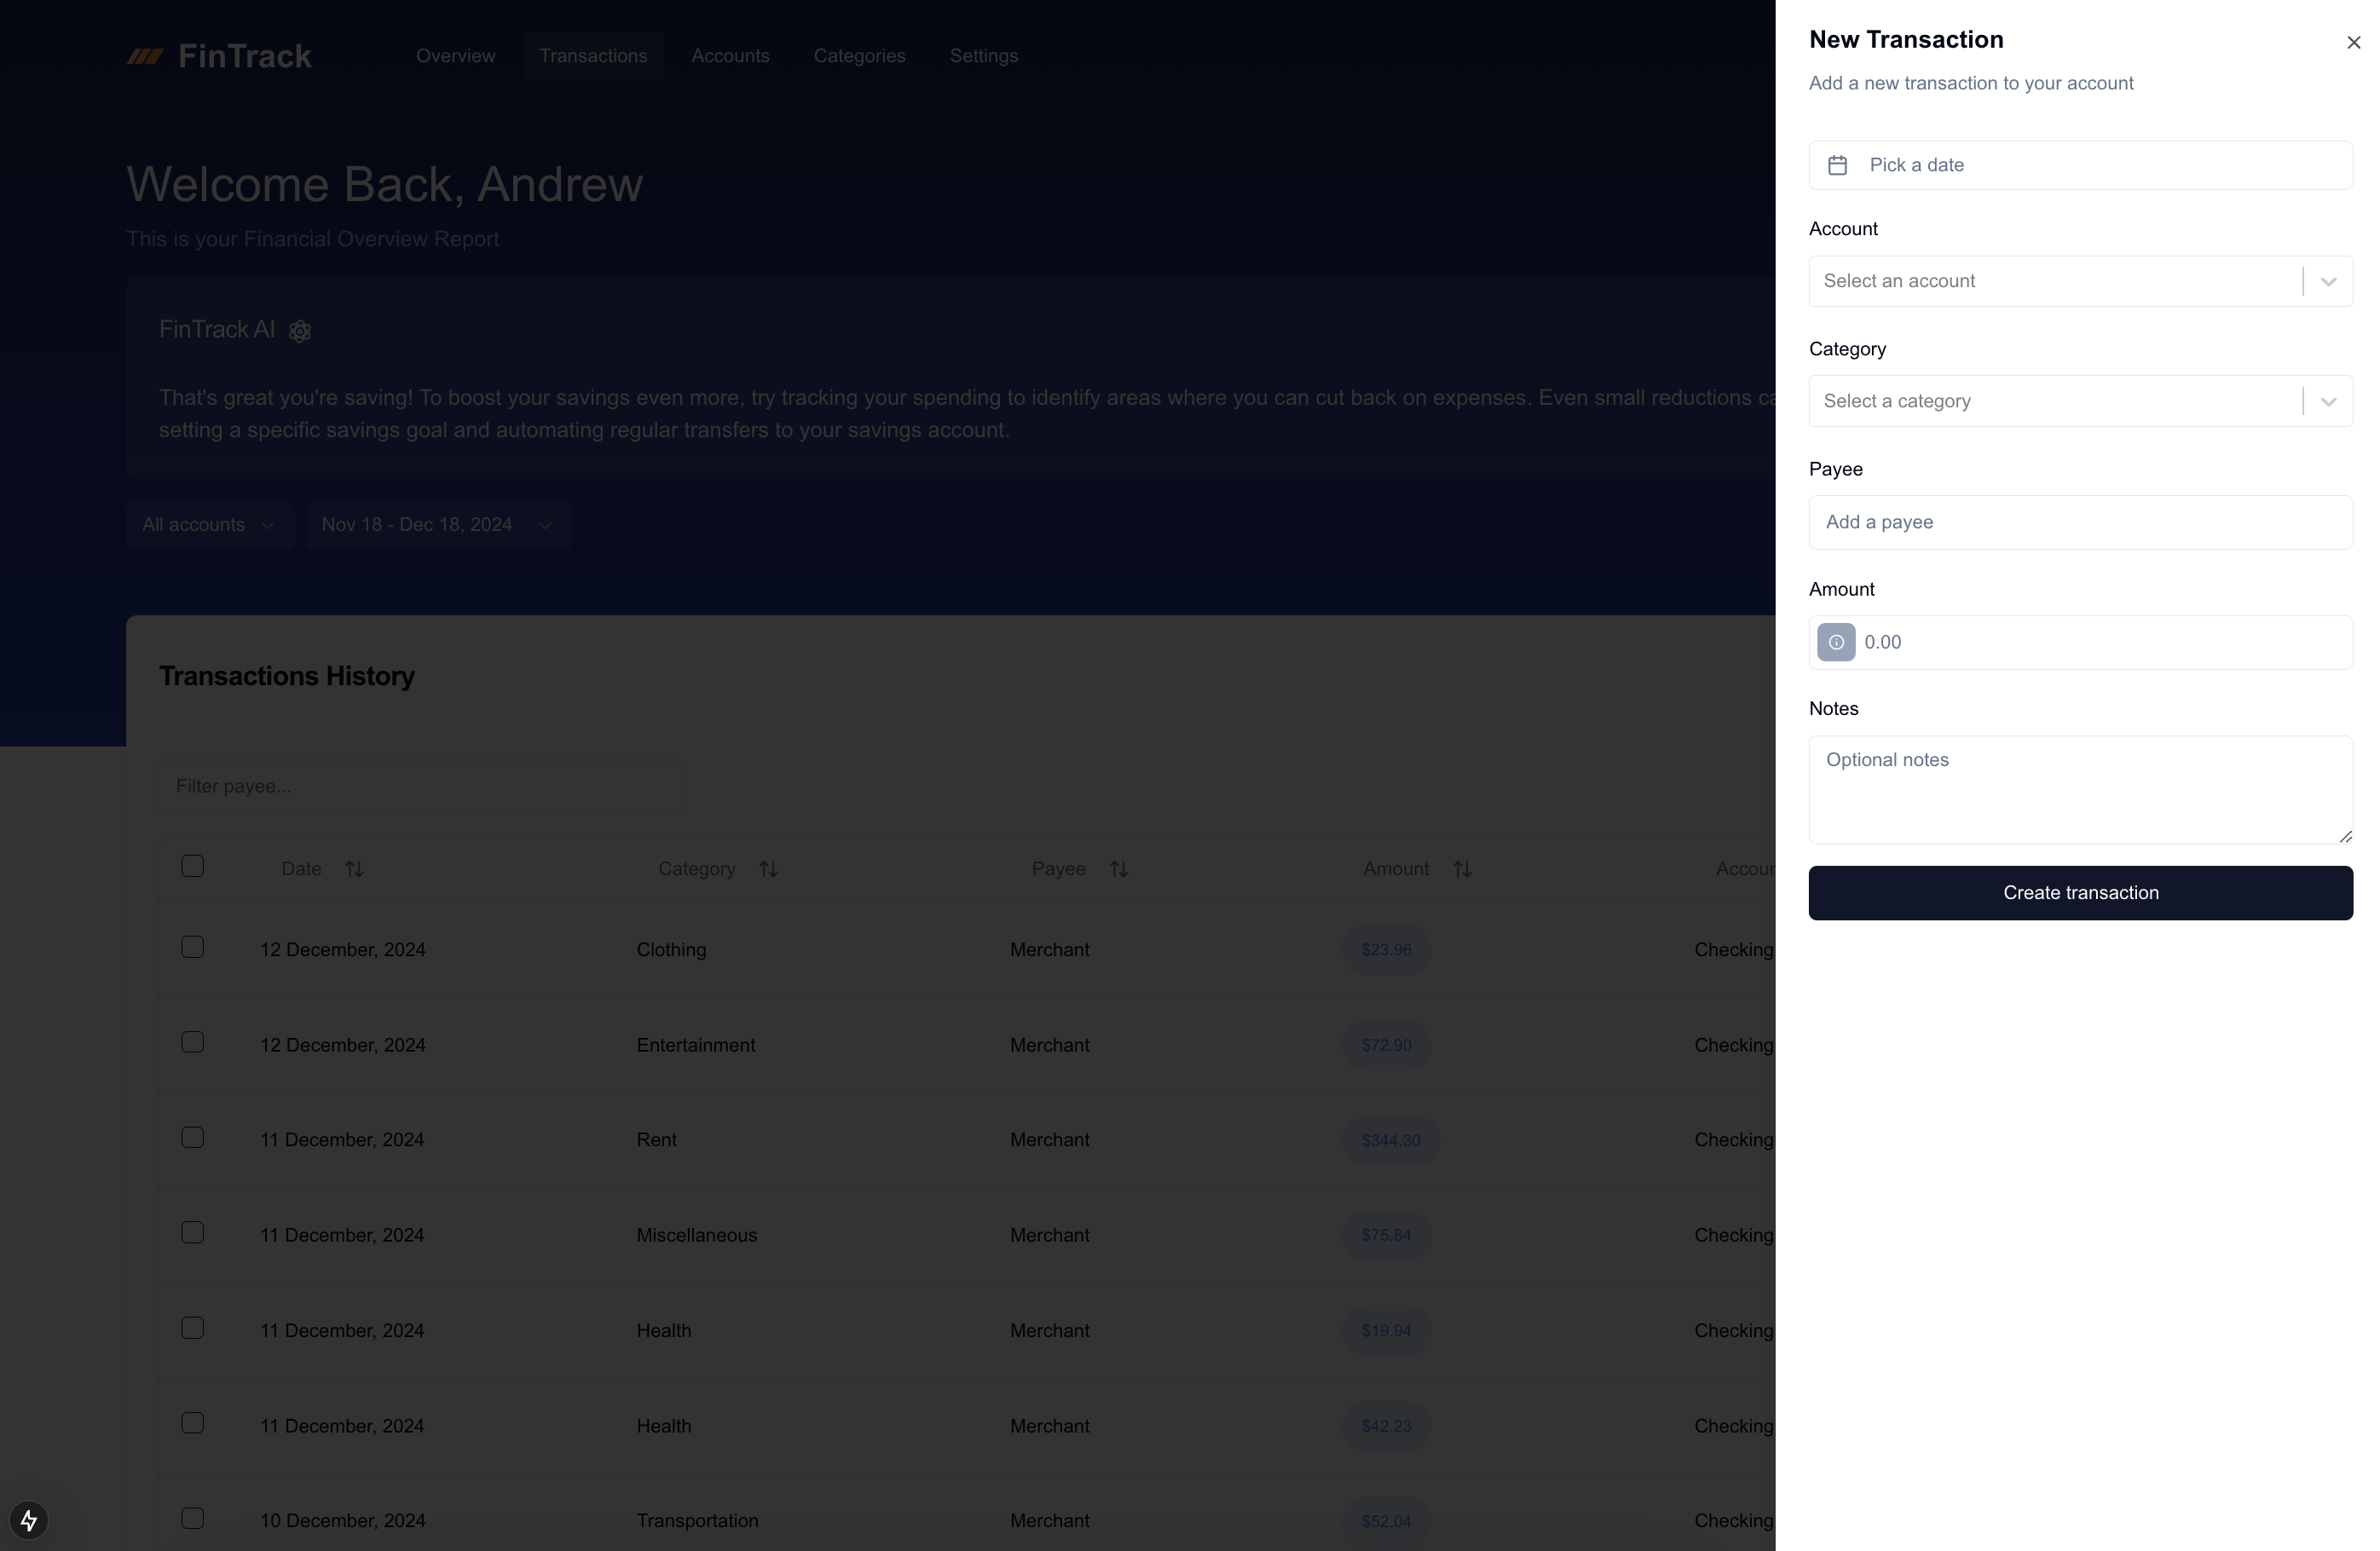 FinTrack
Overview
Transactions
Accounts
Categories
Settings
Welcome Back, Andrew
This is your Financial Overview Report
FinTrack AI
That's great you're saving! To boost your savings even more, try tracking your spending to identify areas where you can cut back on expenses. Even small reductions
setting a specific savings goal and automating regular transfers to your savings account.
All accounts
Nov 18 - Dec 18, 2024
Transactions History
Filter payee...
Date Category Payee Amount
12 December, 2024 Clothing Merchant $23.96 Checking
12 December, 2024 Entertainment Merchant $72.90 Checking
11 December, 2024 Rent Merchant $344.30 Checking
11 December, 2024 Miscellaneous Merchant $75.84 Checking
11 December, 2024 Health Merchant $19.94 Checking
11 December, 2024 Health Merchant $42.23 Checking
10 December, 2024 Transportation Merchant $52.04 Checking
New Transaction
Add a new transaction to your account
Pick a date
Account
Select an account
Category
Select a category
Payee
Add a payee
Amount
0.00
Notes
Optional notes
Create transaction